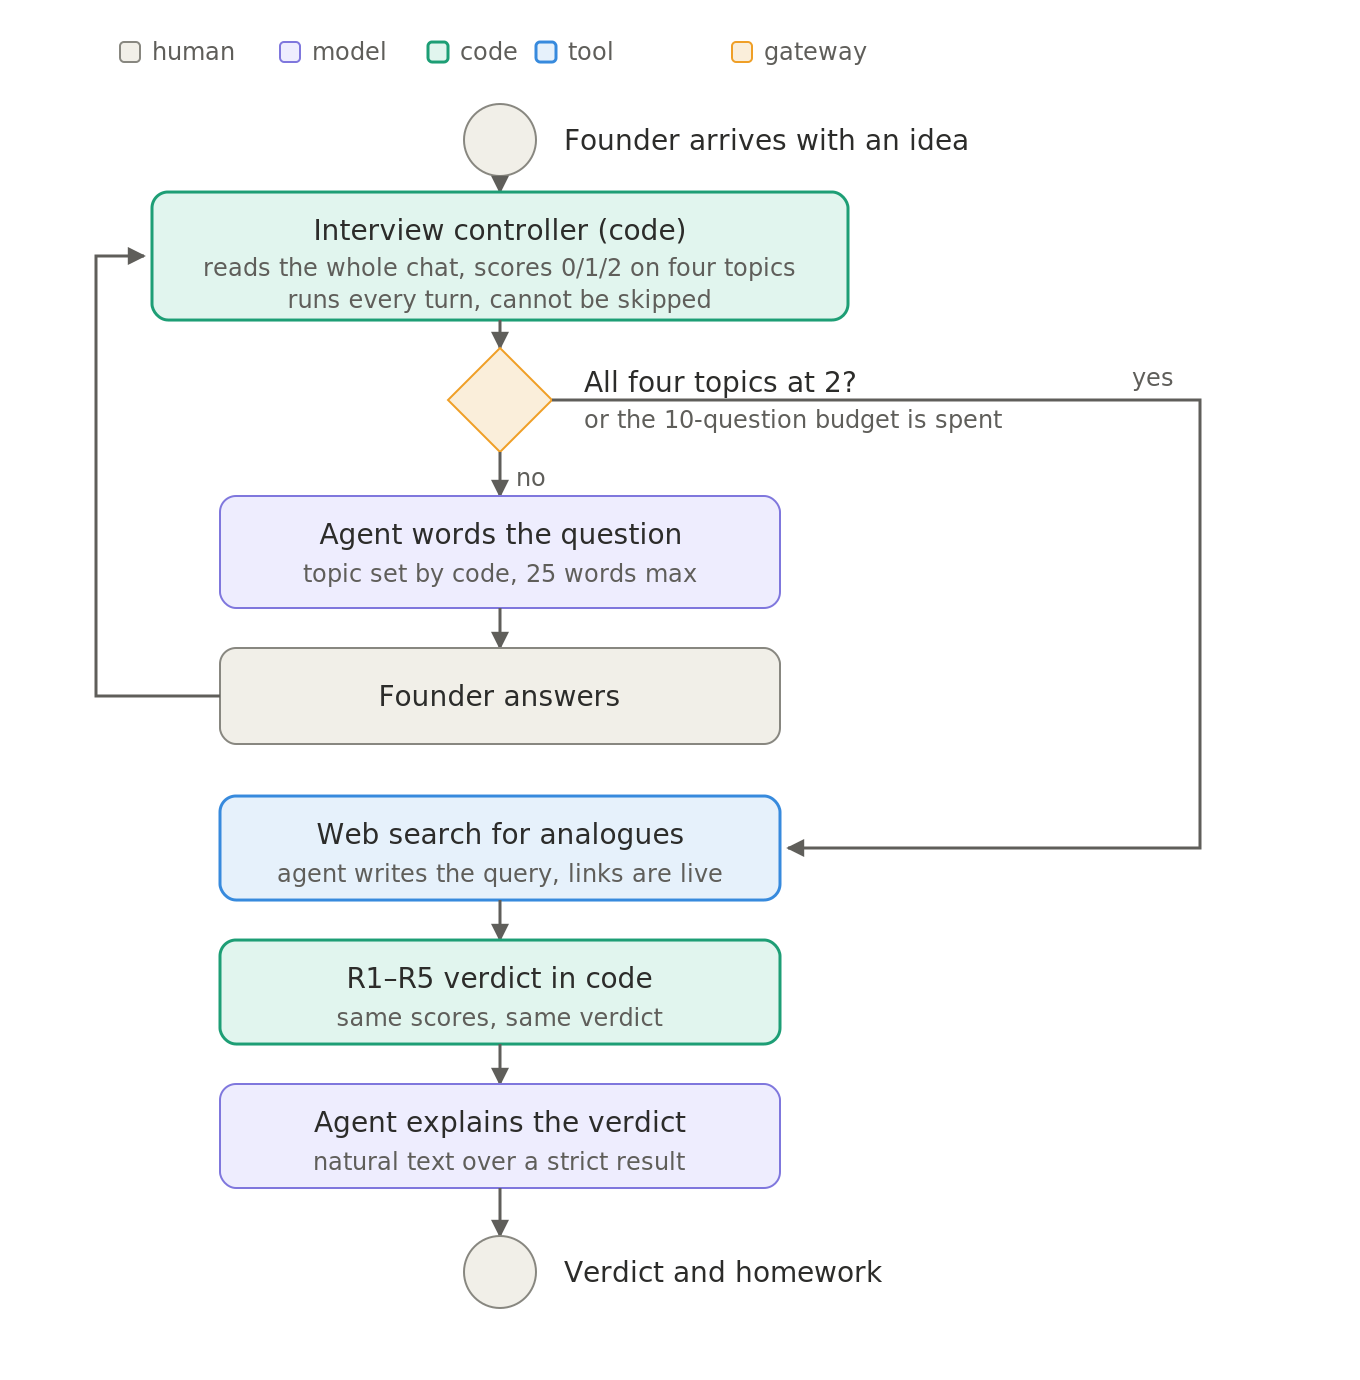 human model code tool gateway
Founder arrives with an idea
Interview controller (code)
reads the whole chat, scores 0/1/2 on four topics
runs every turn, cannot be skipped
All four topics at 2?
yes
or the 10-question budget is spent
no
Agent words the question
topic set by code, 25 words max
Founder answers
Web search for analogues
agent writes the query, links are live
R1–R5 verdict in code
same scores, same verdict
Agent explains the verdict
natural text over a strict result
Verdict and homework